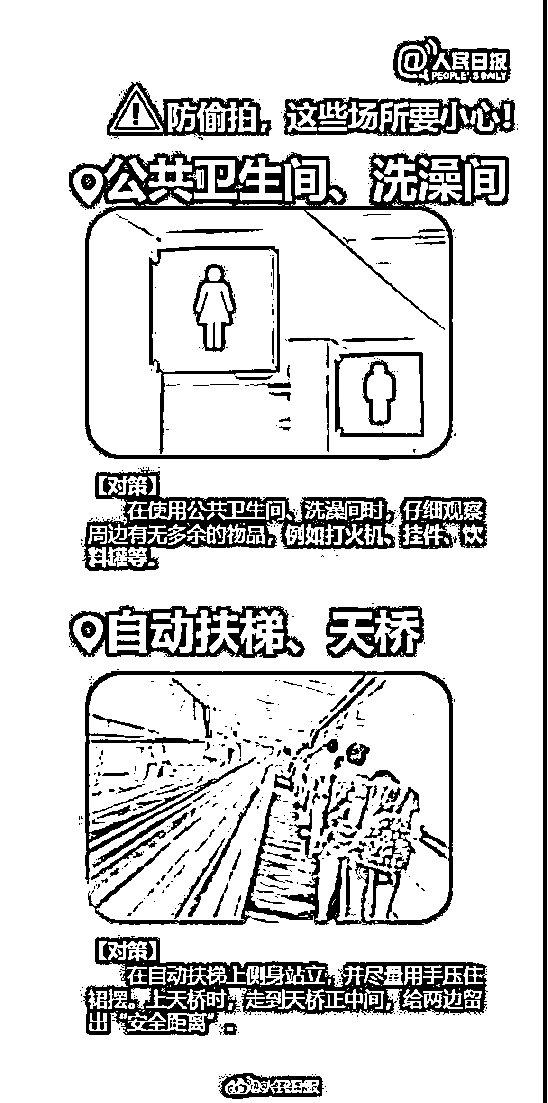 @人民日报
PEOPLE'S DAILY
防偷拍，这些场所要小心！
公共卫生间、洗澡间
【对策】
在使用公共卫生间、洗澡间时，仔细观察
周边有无多余的物品，例如打火机、挂件、饮
料罐等。
自动扶梯、天桥
【对策】
在自动扶梯上侧身站立，并尽量用手压住
裙摆。上天桥时，走到天桥正中间，给两边留
出“安全距离”。
@人民日报